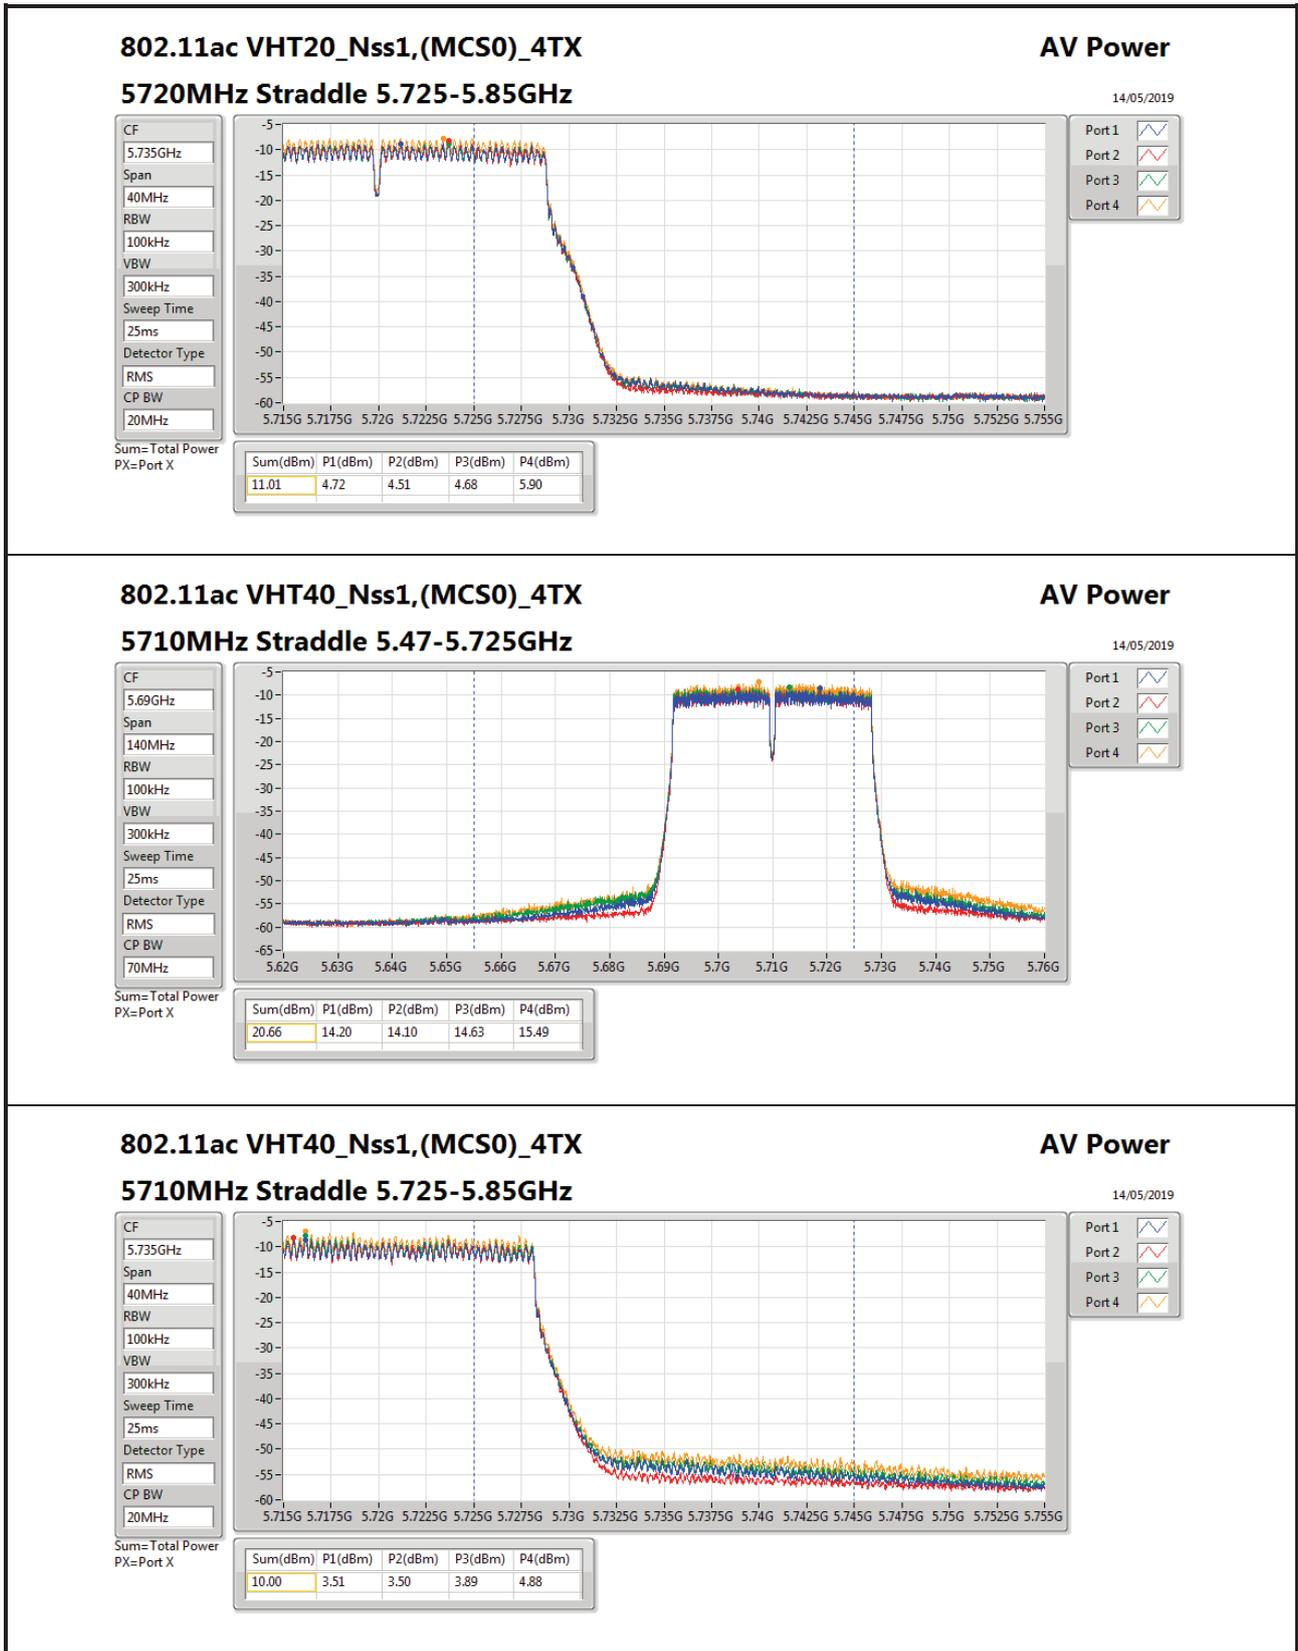 802.11ac VHT20_Nss1,(MCS0)_4TX AV Power
5720MHz Straddle 5.725-5.85GHz 14/05/2019
CF
5.735GHz
Span
40MHz
RBW
100kHz
VBW
300kHz
Sweep Time
25ms
Detector Type
RMS
CP BW
20MHz
Sum=Total Power
PX=Port X
-5
-10
-15
-20
-25
-30
-35
-40
-45
-50
-55
-60
5.715G 5.7175G 5.72G 5.7225G 5.725G 5.7275G 5.73G 5.7325G 5.735G 5.7375G 5.74G 5.7425G 5.745G 5.7475G 5.75G 5.7525G 5.755G
Port 1
Port 2
Port 3
Port 4
Sum(dBm) P1(dBm) P2(dBm) P3(dBm) P4(dBm)
11.01 4.72 4.51 4.68 5.90
802.11ac VHT40_Nss1,(MCS0)_4TX AV Power
5710MHz Straddle 5.47-5.725GHz 14/05/2019
CF
5.69GHz
Span
140MHz
RBW
100kHz
VBW
300kHz
Sweep Time
25ms
Detector Type
RMS
CP BW
70MHz
Sum=Total Power
PX=Port X
-5
-10
-15
-20
-25
-30
-35
-40
-45
-50
-55
-60
-65
5.62G 5.63G 5.64G 5.65G 5.66G 5.67G 5.68G 5.69G 5.7G 5.71G 5.72G 5.73G 5.74G 5.75G 5.76G
Port 1
Port 2
Port 3
Port 4
Sum(dBm) P1(dBm) P2(dBm) P3(dBm) P4(dBm)
20.66 14.20 14.10 14.63 15.49
802.11ac VHT40_Nss1,(MCS0)_4TX AV Power
5710MHz Straddle 5.725-5.85GHz 14/05/2019
CF
5.735GHz
Span
40MHz
RBW
100kHz
VBW
300kHz
Sweep Time
25ms
Detector Type
RMS
CP BW
20MHz
Sum=Total Power
PX=Port X
-5
-10
-15
-20
-25
-30
-35
-40
-45
-50
-55
-60
5.715G 5.7175G 5.72G 5.7225G 5.725G 5.7275G 5.73G 5.7325G 5.735G 5.7375G 5.74G 5.7425G 5.745G 5.7475G 5.75G 5.7525G 5.755G
Port 1
Port 2
Port 3
Port 4
Sum(dBm) P1(dBm) P2(dBm) P3(dBm) P4(dBm)
10.00 3.51 3.50 3.89 4.88